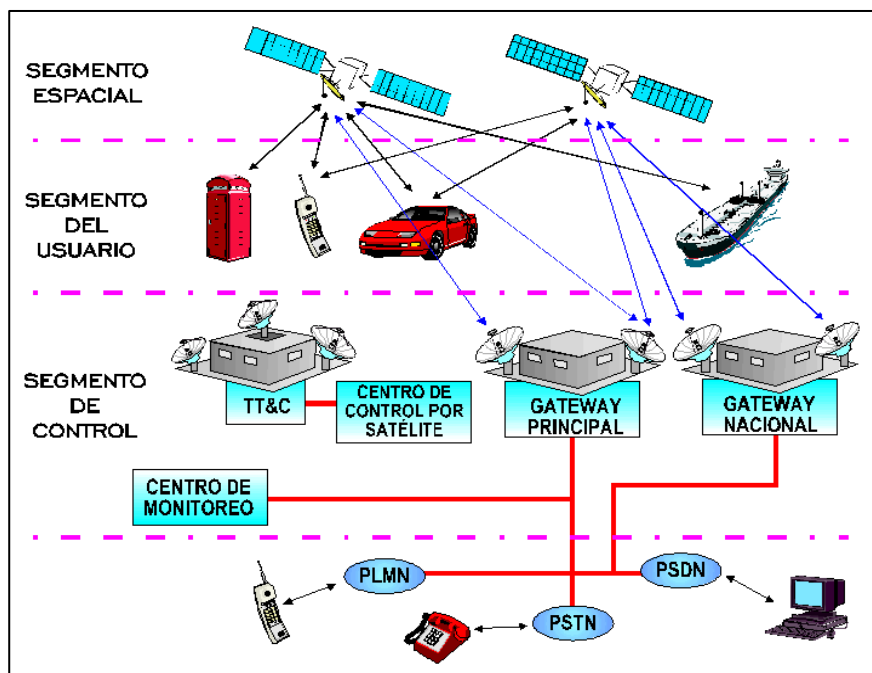 SEGMENTO
ESPACIAL
SEGMENTO
DEL
USUARIO
SEGMENTO
DE
CONTROL
TT&C
CENTRO DE
CONTROL POR
SATÉLITE
GATEWAY
PRINCIPAL
GATEWAY
NACIONAL
CENTRO DE
MONITOREO
PLMN
PSDN
PSTN